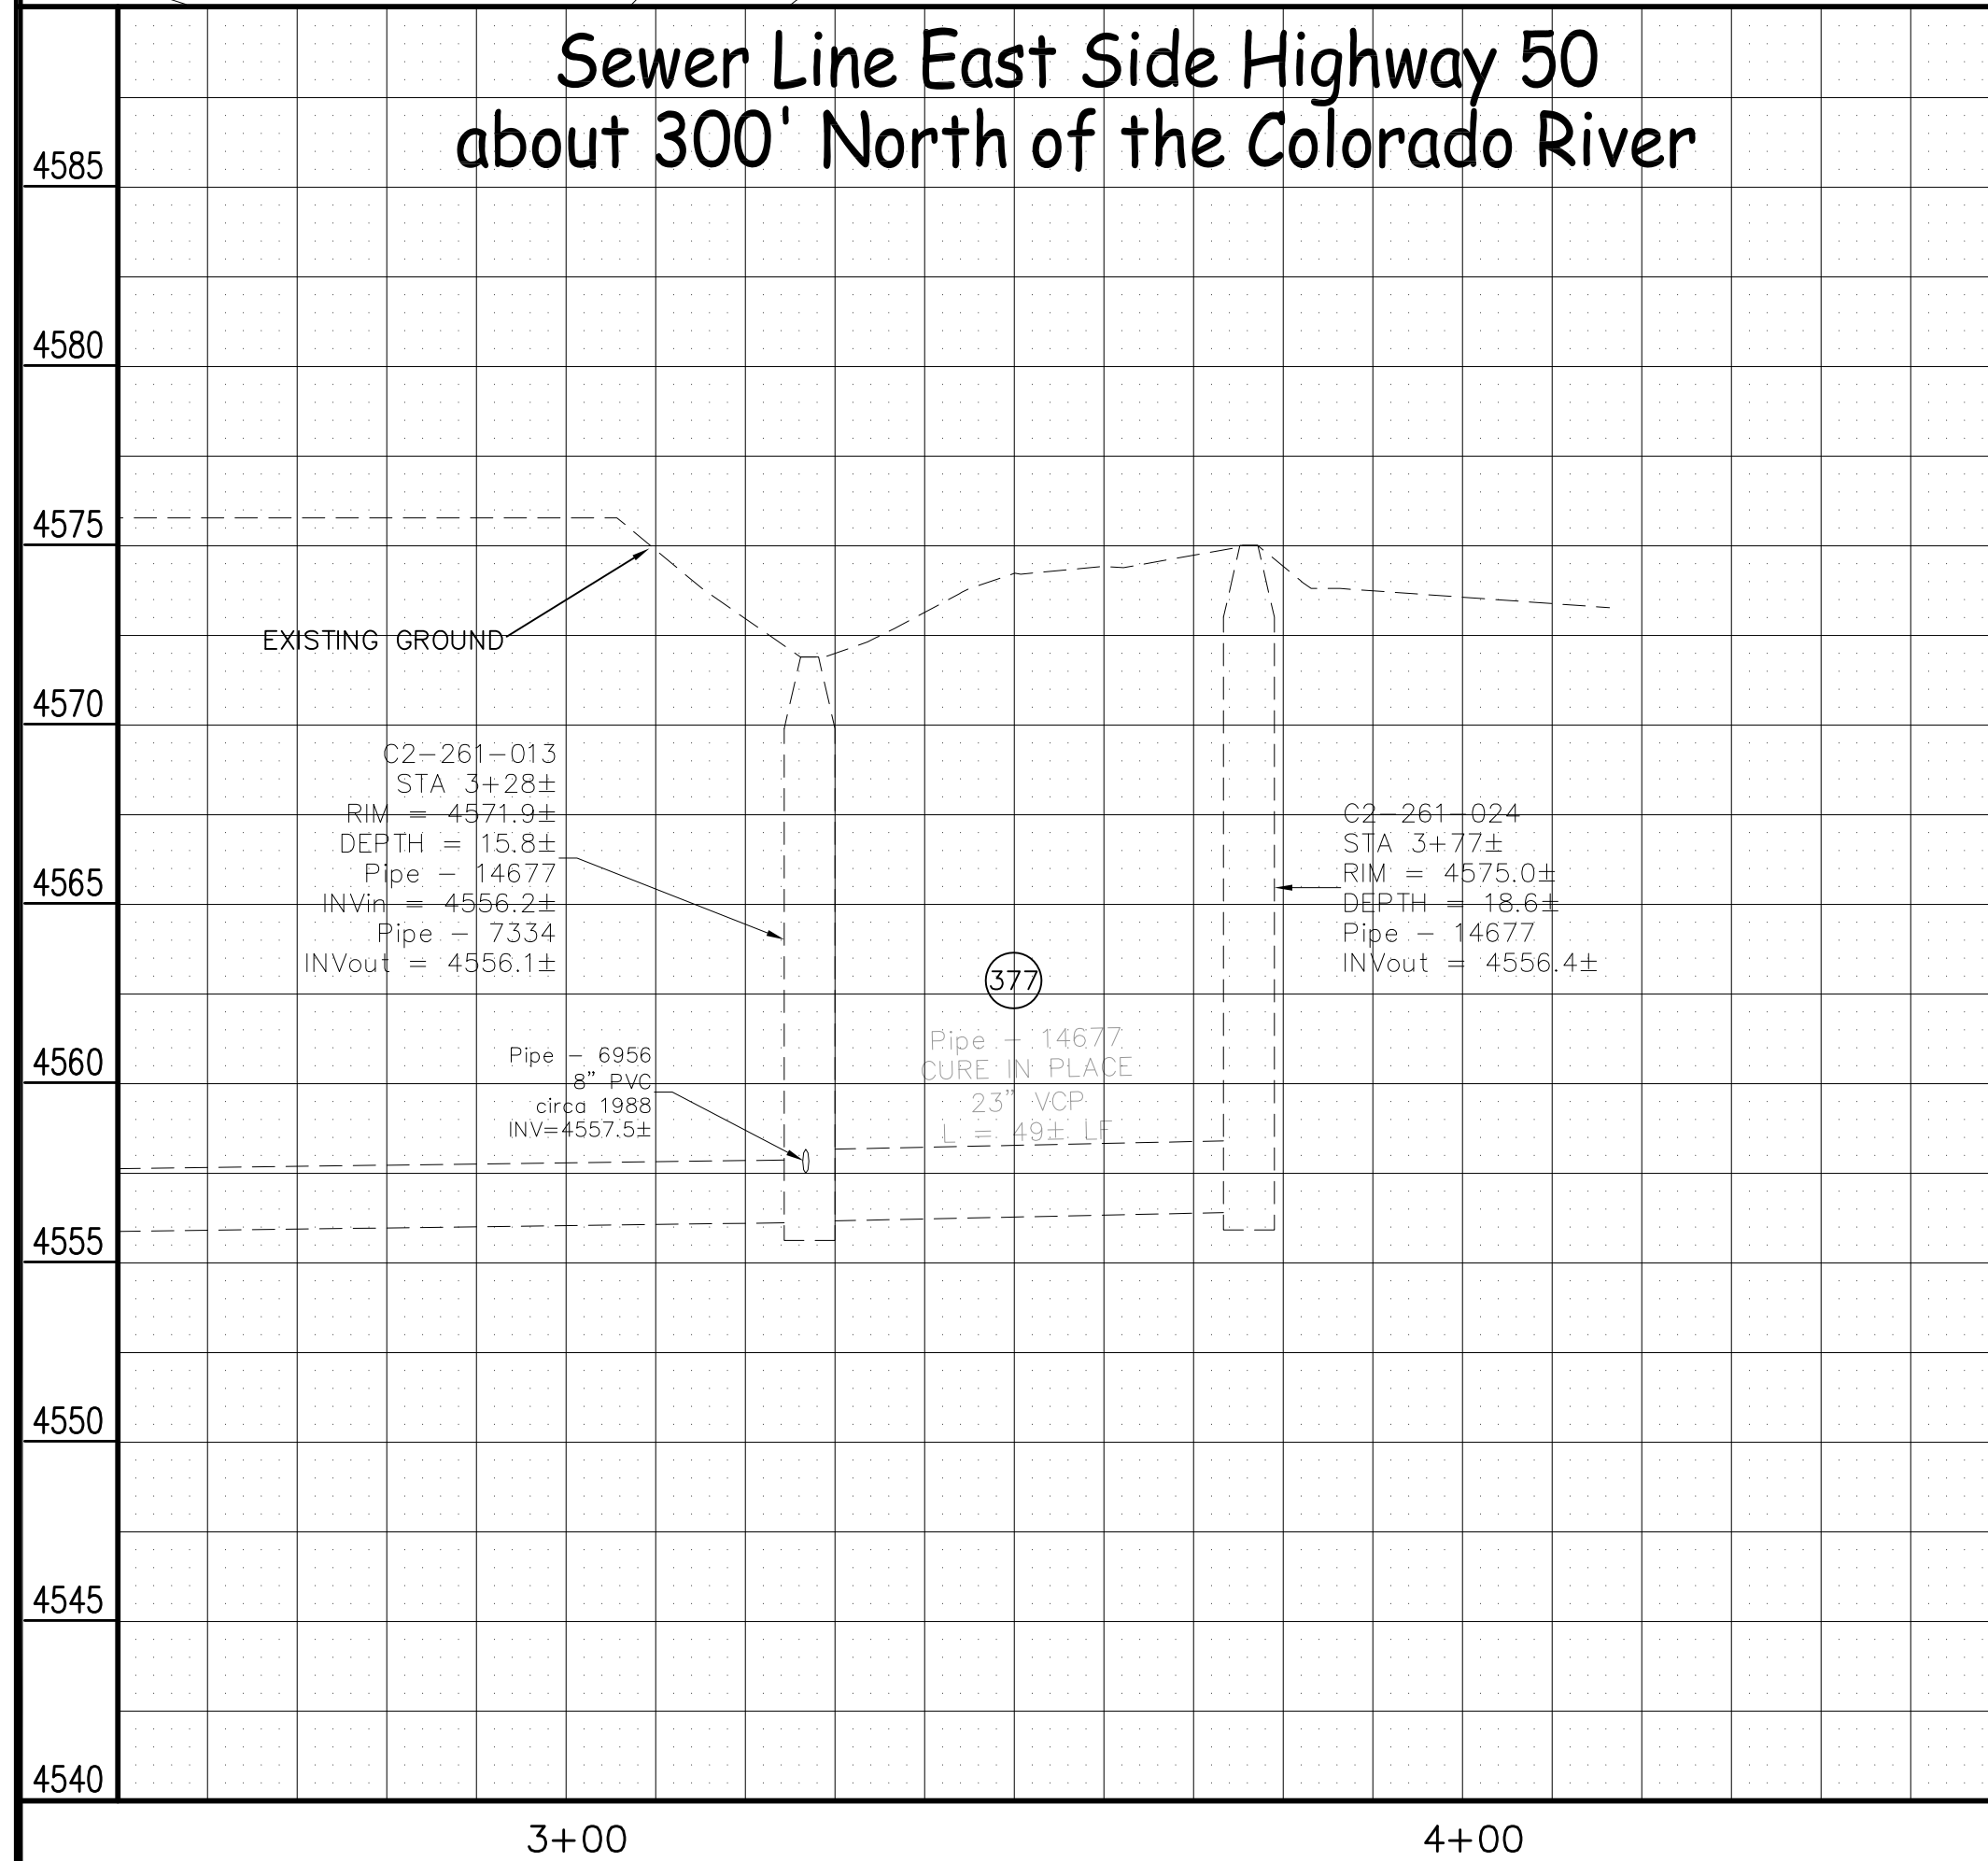 Sewer Line East Side Highway 50
about 300' North of the Colorado River
4585
4580
4575
4570
4565
4560
4555
4550
4545
4540
EXISTING GROUND
C2-261-013
STA 3+28±
RIM = 4571.9±
DEPTH = 15.8±
Pipe - 14677
INVin = 4556.2±
Pipe - 7334
INVout = 4556.1±
Pipe - 6956
8" PVC
circa 1988
INV=4557.5±
377
Pipe - 14677
CURE IN PLACE
23" VCP
L = 49± LF
C2-261-024
STA 3+77±
RIM = 4575.0±
DEPTH = 18.6±
Pipe - 14677
INVout = 4556.4±
3+00
4+00